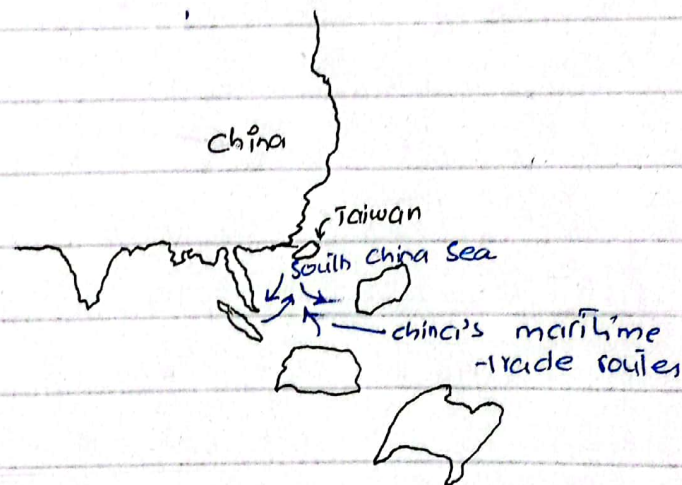 China
Taiwan
South China Sea
China's maritime
trade routes